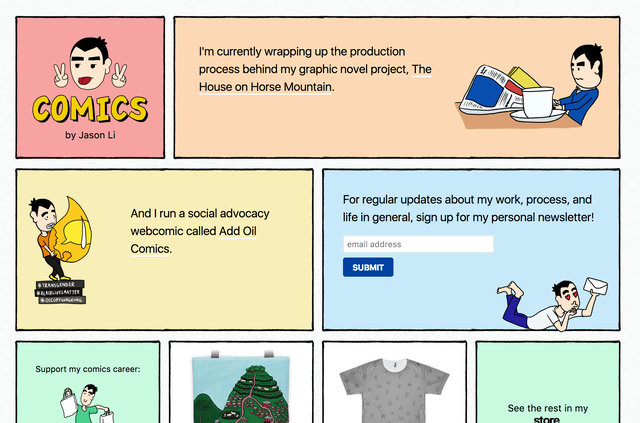 COMICS
by Jason Li
I'm currently wrapping up the production
process behind my graphic novel project, The
House on Horse Mountain.
And I run a social advocacy
webcomic called Add Oil
Comics.
#TRANSGENDER
#BLACKLIVESMATTER
#OCCUPYHONGKONG
For regular updates about my work, process, and
life in general, sign up for my personal newsletter!
email address
SUBMIT
Support my comics career:
See the rest in my
store